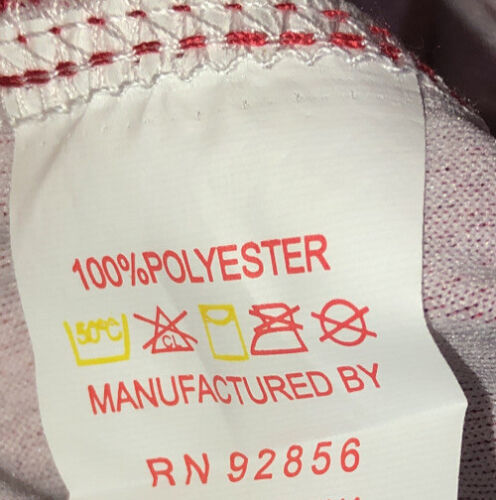 100%POLYESTER
50°C CL
MANUFACTURED BY
RN 92856